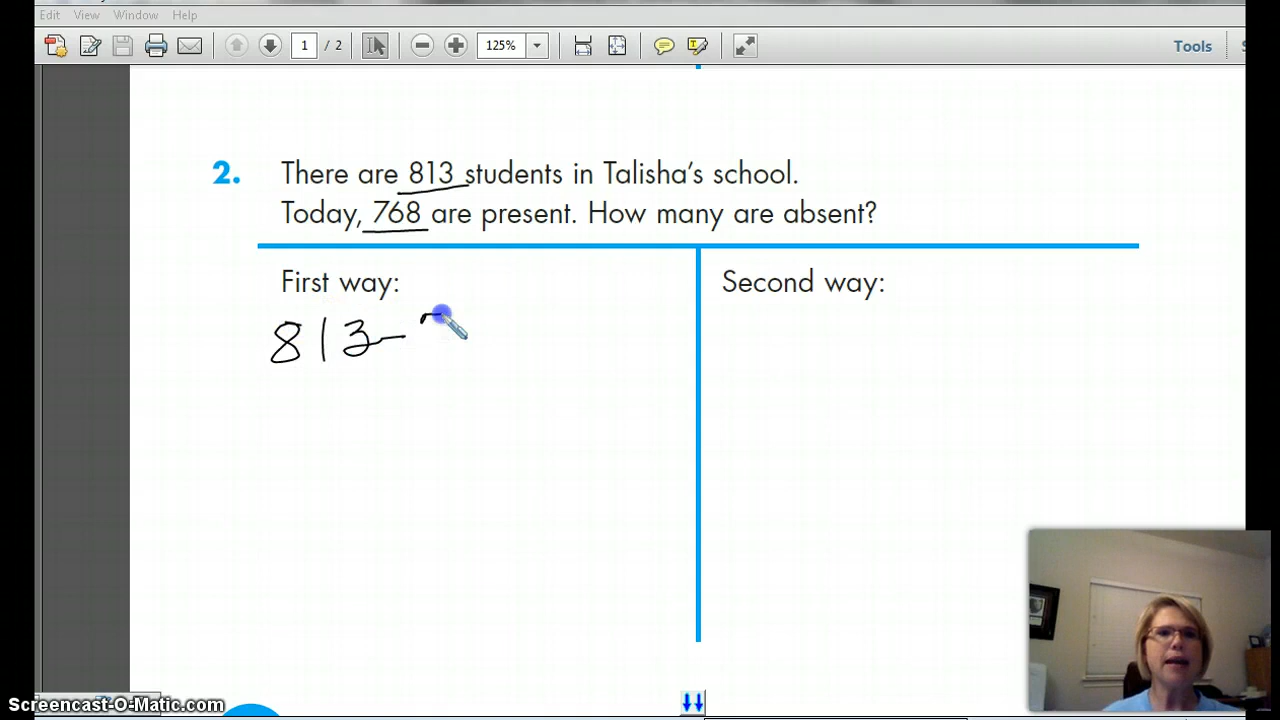 Edit View Window Help
1 / 2 125% Tools
2. There are 813 students in Talisha's school.
Today, 768 are present. How many are absent?
First way:
Second way:
813-
Screencast-O-Matic.com